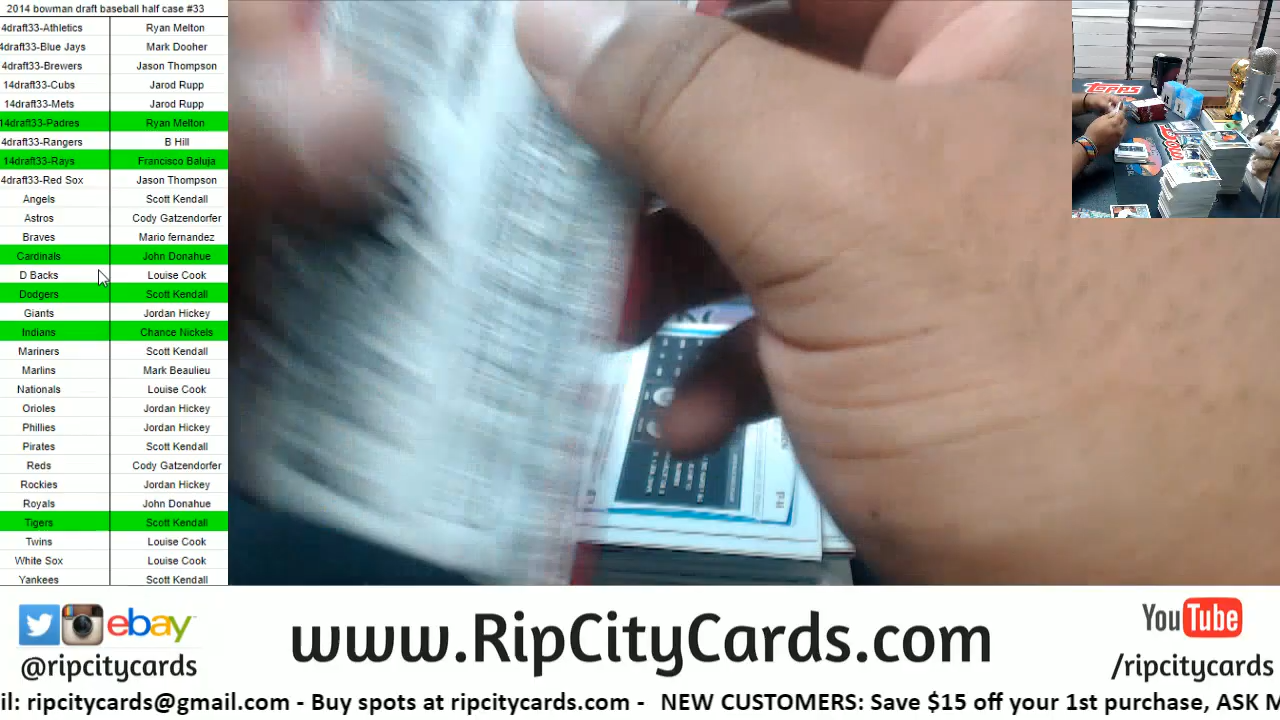 2014 bowman draft baseball half case #33
4draft33-Athletics Ryan Melton
4draft33-Blue Jays Mark Dooher
4draft33-Brewers Jason Thompson
14draft33-Cubs Jarod Rupp
14draft33-Mets Jarod Rupp
14draft33-Padres Ryan Melton
4draft33-Rangers B Hill
14draft33-Rays Francisco Baluja
4draft33-Red Sox Jason Thompson
Angels Scott Kendall
Astros Cody Gatzendorfer
Braves Mario fernandez
Cardinals John Donahue
D Backs Louise Cook
Dodgers Scott Kendall
Giants Jordan Hickey
Indians Chance Nickels
Mariners Scott Kendall
Marlins Mark Beaulieu
Nationals Louise Cook
Orioles Jordan Hickey
Phillies Jordan Hickey
Pirates Scott Kendall
Reds Cody Gatzendorfer
Rockies Jordan Hickey
Royals John Donahue
Tigers Scott Kendall
Twins Louise Cook
White Sox Louise Cook
Yankees Scott Kendall
Topps
ebay
@ripcitycards
www.RipCityCards.com
YouTube
/ripcitycards
il: ripcitycards@gmail.com - Buy spots at ripcitycards.com - NEW CUSTOMERS: Save $15 off your 1st purchase, ASK M